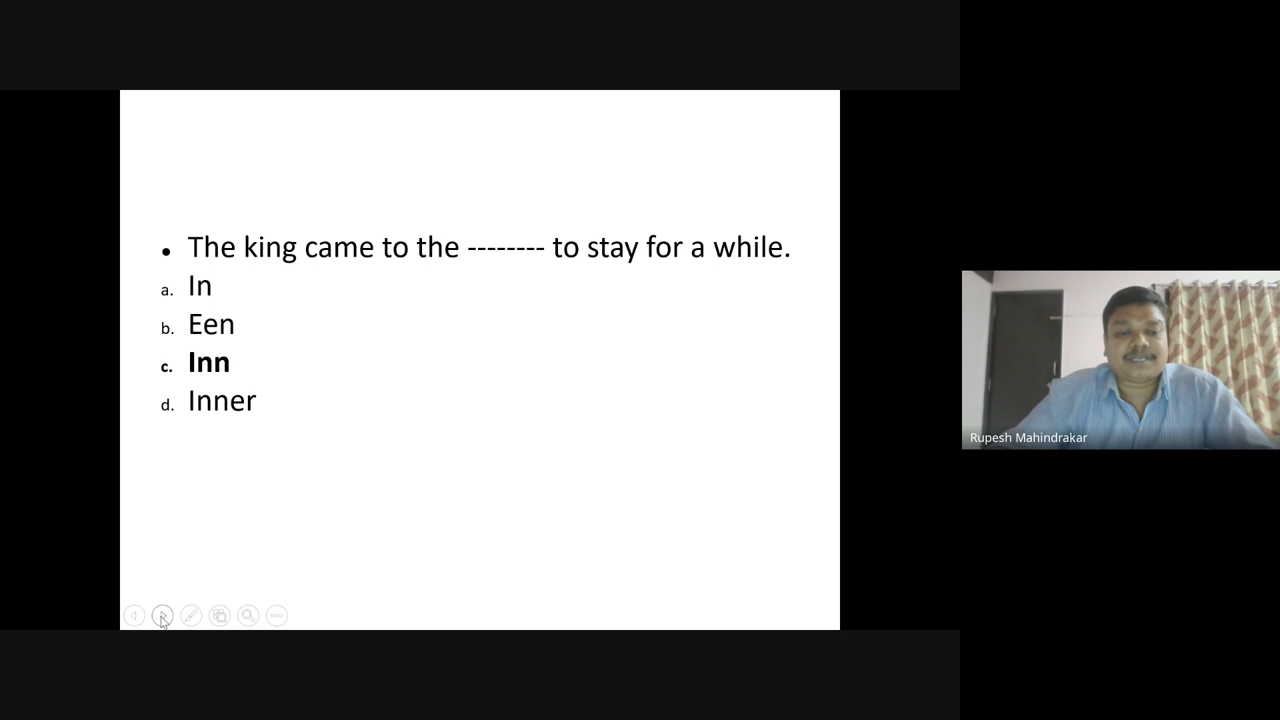 • The king came to the -------- to stay for a while.
a. In
b. Een
c. Inn
d. Inner
Rupesh Mahindrakar